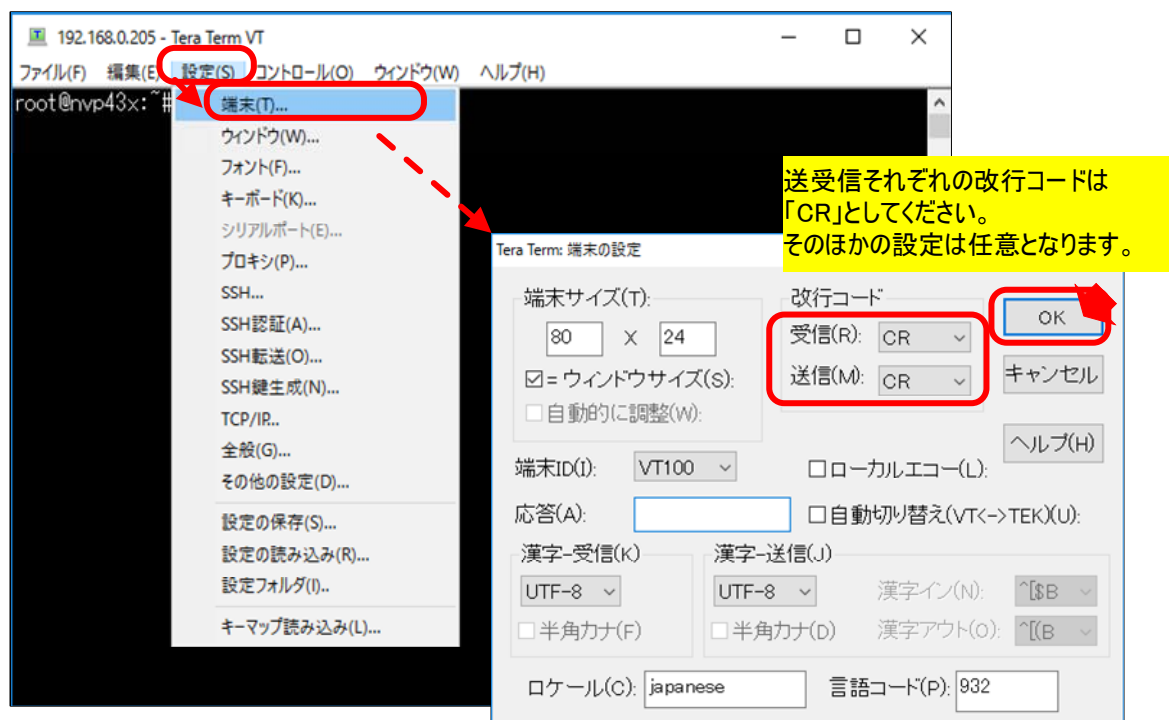 192.168.0.205 - Tera Term VT
ファイル(F) 編集(E) 設定(S) コントロール(O) ウィンドウ(W) ヘルプ(H)
root@nvp43x:~#
端末(T)...
ウィンドウ(W)...
フォント(F)...
キーボード(K)...
シリアルポート(E)...
プロキシ(P)...
SSH...
SSH認証(A)...
SSH転送(O)...
SSH鍵生成(N)...
TCP/IP...
全般(G)...
その他の設定(D)...
設定の保存(S)...
設定の読み込み(R)...
設定フォルダ(I)..
キーマップ読み込み(L)...
送受信それぞれの改行コードは
「CR」としてください。
そのほかの設定は任意となります。
Tera Term: 端末の設定
端末サイズ(T):
80 X 24
=ウィンドウサイズ(S):
自動的に調整(W):
改行コード
受信(R): CR
送信(M): CR
OK
キャンセル
ヘルプ(H)
端末ID(I): VT100
ローカルエコー(L):
応答(A):
自動切り替え(VT<->TEK)(U):
漢字-受信(K)
UTF-8
半角カナ(F)
漢字-送信(J)
UTF-8
半角カナ(D)
漢字イン(N): ^[$B
漢字アウト(O): ^[(B
ロケール(C): japanese
言語コード(P): 932